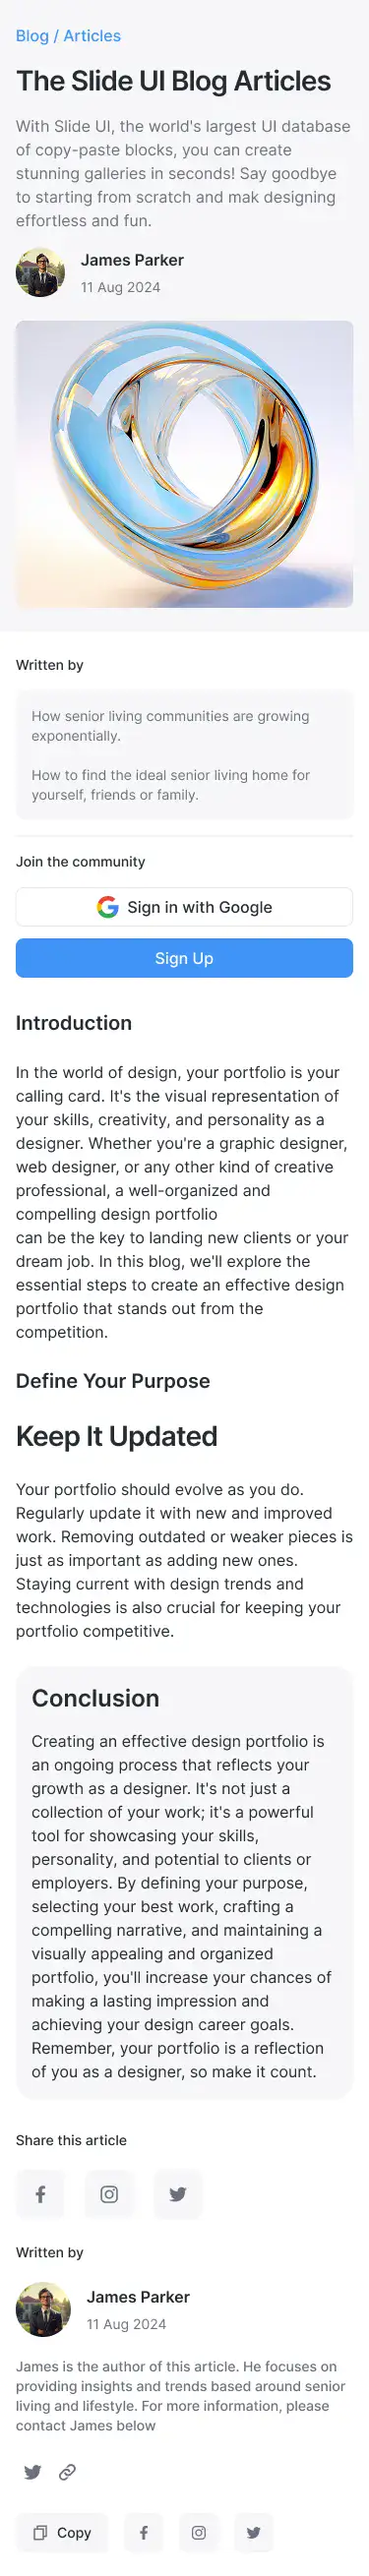 Blog / Articles
The Slide UI Blog Articles
With Slide UI, the world's largest UI database
of copy-paste blocks, you can create
stunning galleries in seconds! Say goodbye
to starting from scratch and mak designing
effortless and fun.
James Parker
11 Aug 2024
Written by
How senior living communities are growing
exponentially.
How to find the ideal senior living home for
yourself, friends or family.
Join the community
Sign in with Google
Sign Up
Introduction
In the world of design, your portfolio is your
calling card. It's the visual representation of
your skills, creativity, and personality as a
designer. Whether you're a graphic designer,
web designer, or any other kind of creative
professional, a well-organized and
compelling design portfolio
can be the key to landing new clients or your
dream job. In this blog, we'll explore the
essential steps to create an effective design
portfolio that stands out from the
competition.
Define Your Purpose
Keep It Updated
Your portfolio should evolve as you do.
Regularly update it with new and improved
work. Removing outdated or weaker pieces is
just as important as adding new ones.
Staying current with design trends and
technologies is also crucial for keeping your
portfolio competitive.
Conclusion
Creating an effective design portfolio is
an ongoing process that reflects your
growth as a designer. It's not just a
collection of your work; it's a powerful
tool for showcasing your skills,
personality, and potential to clients or
employers. By defining your purpose,
selecting your best work, crafting a
compelling narrative, and maintaining a
visually appealing and organized
portfolio, you'll increase your chances of
making a lasting impression and
achieving your design career goals.
Remember, your portfolio is a reflection
of you as a designer, so make it count.
Share this article
Written by
James Parker
11 Aug 2024
James is the author of this article. He focuses on
providing insights and trends based around senior
living and lifestyle. For more information, please
contact James below
Copy